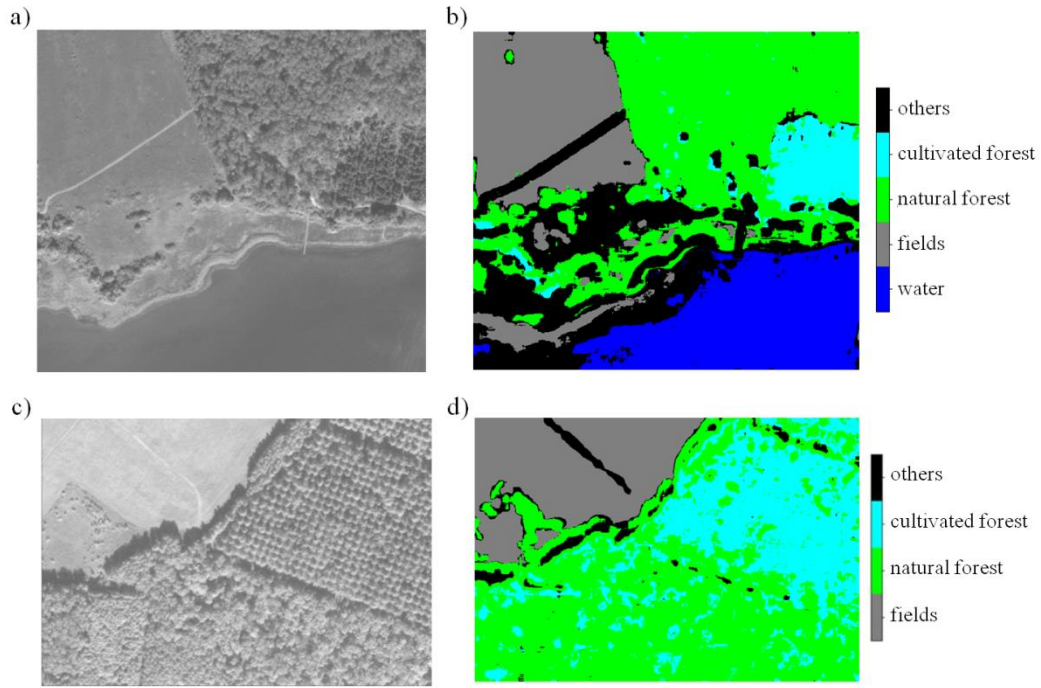 a)
b)
others
cultivated forest
natural forest
fields
water
c)
d)
others
cultivated forest
natural forest
fields